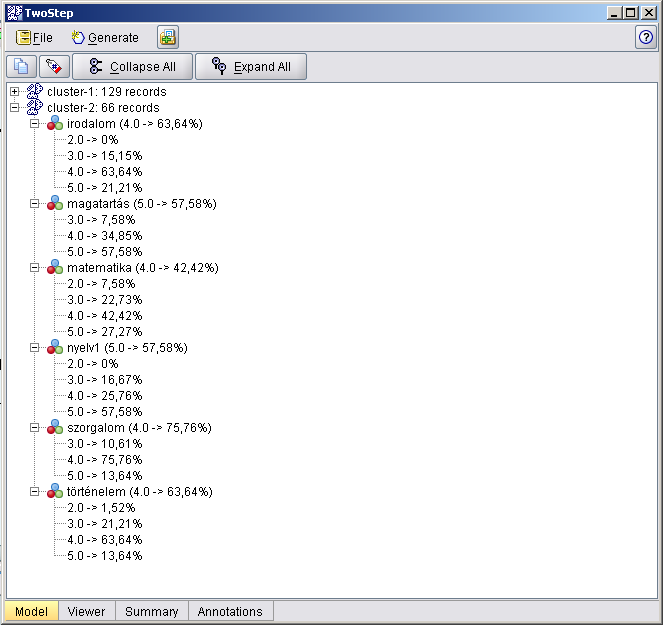 TwoStep
File Generate
Collapse All Expand All
cluster-1: 129 records
cluster-2: 66 records
irodalom (4.0 -> 63,64%)
2.0 -> 0%
3.0 -> 15,15%
4.0 -> 63,64%
5.0 -> 21,21%
magatartás (5.0 -> 57,58%)
3.0 -> 7,58%
4.0 -> 34,85%
5.0 -> 57,58%
matematika (4.0 -> 42,42%)
2.0 -> 7,58%
3.0 -> 22,73%
4.0 -> 42,42%
5.0 -> 27,27%
nyelv1 (5.0 -> 57,58%)
2.0 -> 0%
3.0 -> 16,67%
4.0 -> 25,76%
5.0 -> 57,58%
szorgalom (4.0 -> 75,76%)
3.0 -> 10,61%
4.0 -> 75,76%
5.0 -> 13,64%
történelem (4.0 -> 63,64%)
2.0 -> 1,52%
3.0 -> 21,21%
4.0 -> 63,64%
5.0 -> 13,64%
Model Viewer Summary Annotations